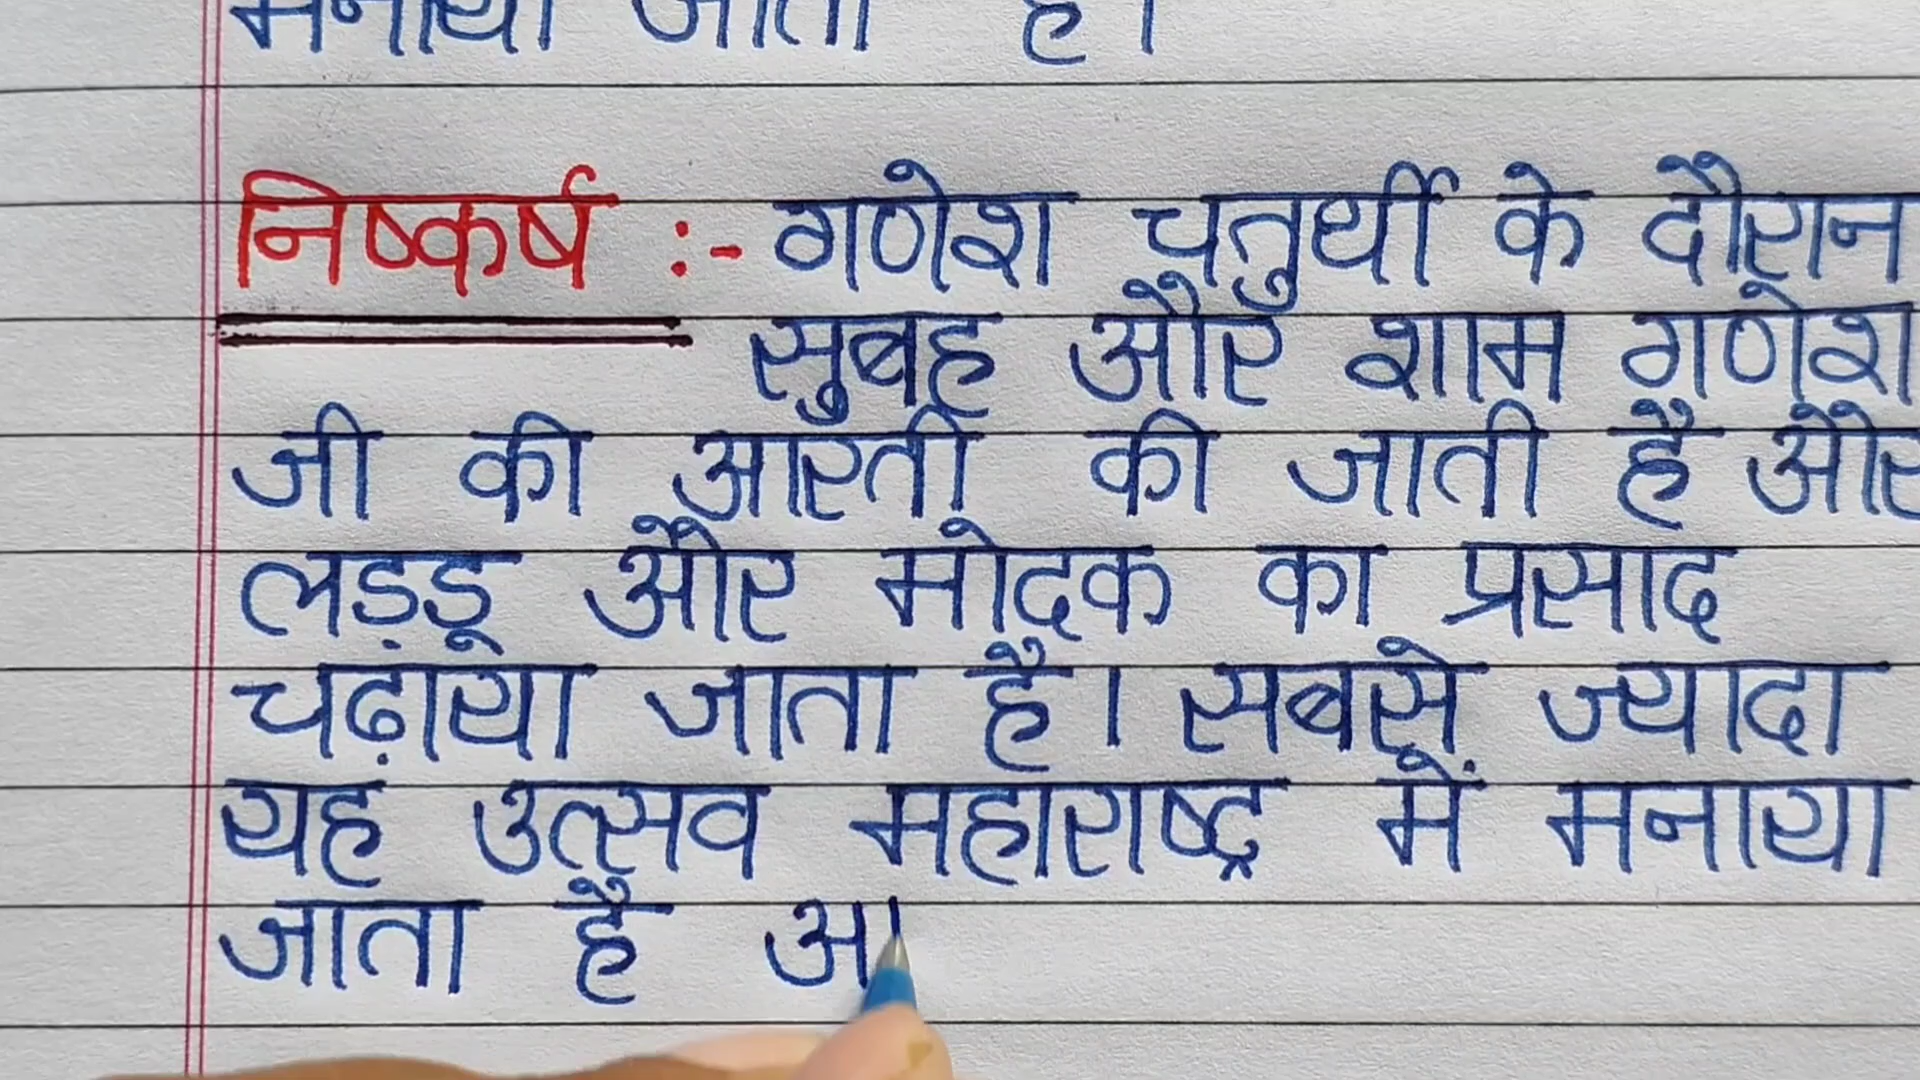 मनाया जाता है।
निष्कर्ष :- गणेश चतुर्थी के दौरान
सुबह और शाम गणेश
जी की आरती की जाती है और
लड़डू और मोदक का प्रसाद
चढ़ाया जाता है। सबसे ज्यादा
यह उत्सव महाराष्ट्र में मनाया
जाता है आ